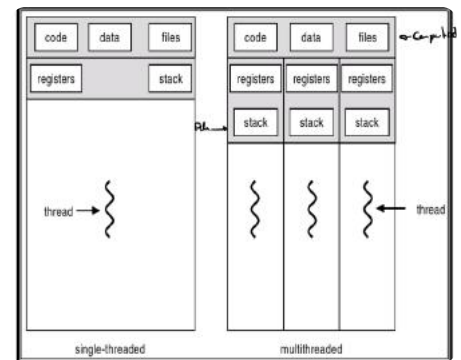 code data files code data files
registers stack registers registers registers
stack stack stack
thread thread
single-threaded multithreaded